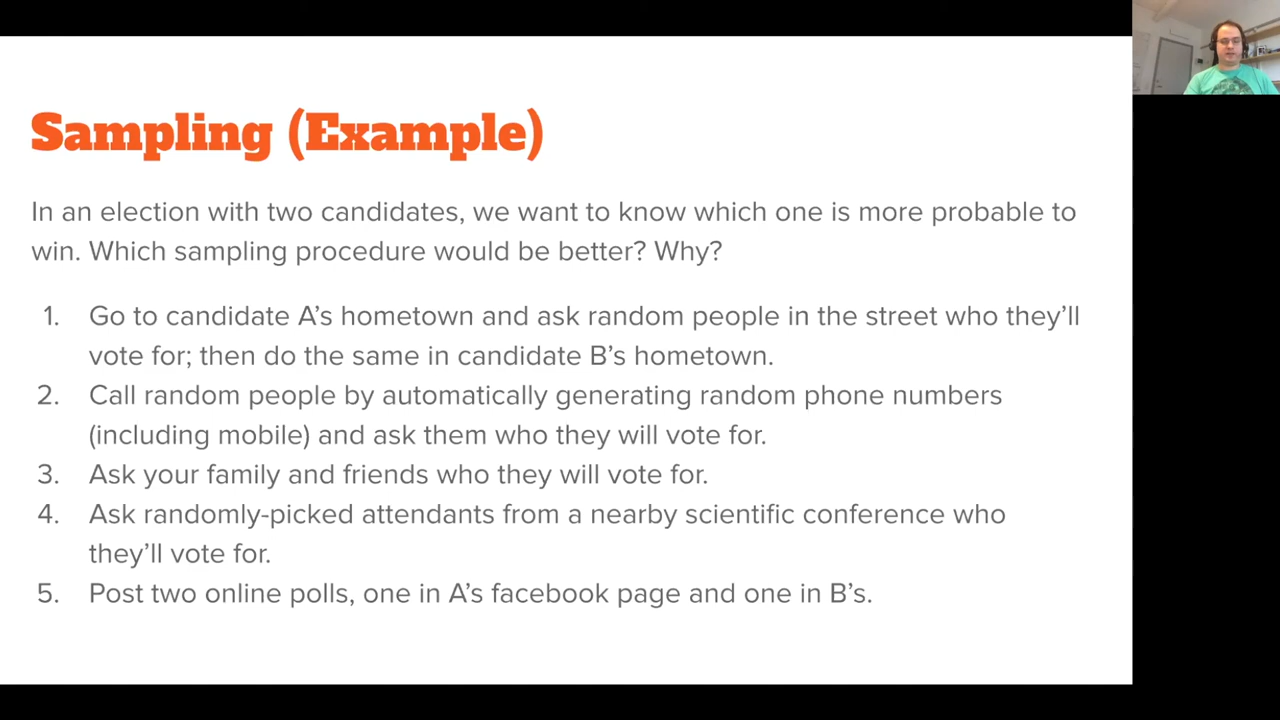 Sampling (Example)
In an election with two candidates, we want to know which one is more probable to
win. Which sampling procedure would be better? Why?
1. Go to candidate A’s hometown and ask random people in the street who they’ll
vote for; then do the same in candidate B’s hometown.
2. Call random people by automatically generating random phone numbers
(including mobile) and ask them who they will vote for.
3. Ask your family and friends who they will vote for.
4. Ask randomly-picked attendants from a nearby scientific conference who
they’ll vote for.
5. Post two online polls, one in A’s facebook page and one in B’s.